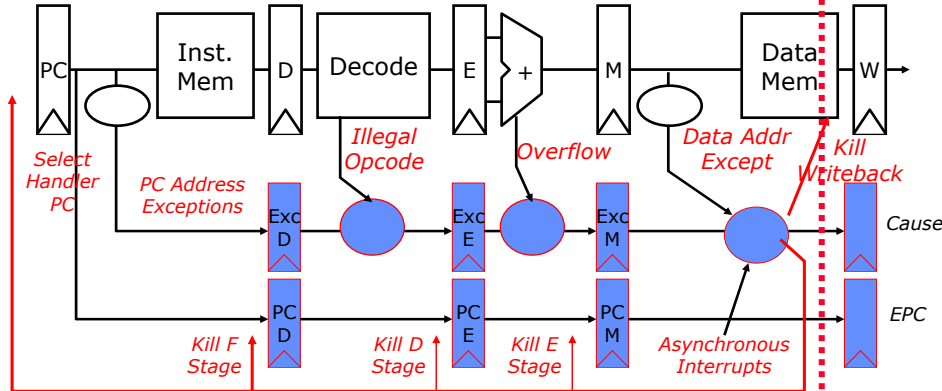 PC
Inst.
Mem
D
Decode
E
+
M
Data
Mem
W
Select
Handler
PC
PC Address
Exceptions
Illegal
Opcode
Overflow
Data Addr
Except
Kill
Writeback
Exc
D
Exc
E
Exc
M
Cause
PC
D
PC
E
PC
M
EPC
Kill F
Stage
Kill D
Stage
Kill E
Stage
Asynchronous
Interrupts